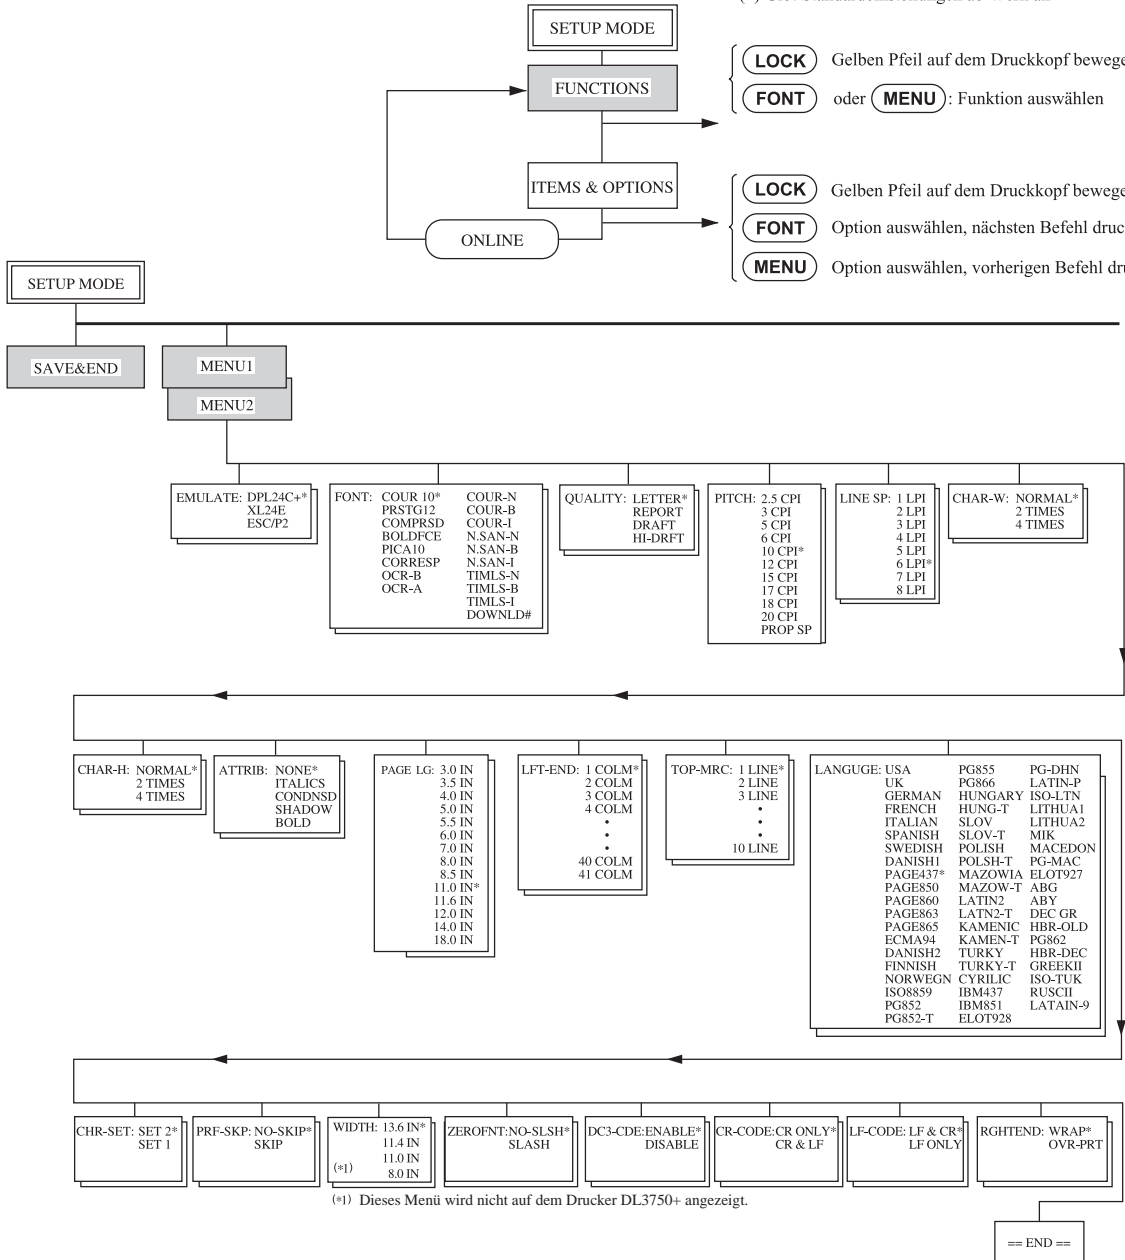 SETUP MODE
FUNCTIONS
LOCK Gelben Pfeil auf dem Druckkopf
FONT oder MENU : Funktion auswählen
ITEMS & OPTIONS
ONLINE
LOCK Gelben Pfeil auf dem Druckkopf
FONT Option auswählen, nächsten Befehl
MENU Option auswählen, vorherigen Befehl
SETUP MODE
SAVE&END
MENU1
MENU2
EMULATE: DPL24C+*
XL24E
ESC/P2
FONT: COUR 10* COUR-N
PRSTG12 COUR-B
COMPRSD COUR-I
BOLDFCE N.SAN-N
PICA10 N.SAN-B
CORRESP N.SAN-I
OCR-B TIMLS-N
OCR-A TIMLS-B
TIMLS-I
DOWNLD#
QUALITY: LETTER*
REPORT
DRAFT
HI-DRFT
PITCH: 2.5 CPI
3 CPI
5 CPI
6 CPI
10 CPI*
12 CPI
15 CPI
17 CPI
18 CPI
20 CPI
PROP SP
LINE SP: 1 LPI
2 LPI
3 LPI
4 LPI
5 LPI
6 LPI*
7 LPI
8 LPI
CHAR-W: NORMAL*
2 TIMES
4 TIMES
CHAR-H: NORMAL*
2 TIMES
4 TIMES
ATTRIB: NONE*
ITALICS
CONDNSD
SHADOW
BOLD
PAGE LG: 3.0 IN
3.5 IN
4.0 IN
5.0 IN
5.5 IN
6.0 IN
7.0 IN
8.0 IN
8.5 IN
11.0 IN*
11.6 IN
12.0 IN
14.0 IN
18.0 IN
LFT-END: 1 COLM*
2 COLM
3 COLM
4 COLM
•
•
•
40 COLM
41 COLM
TOP-MRC: 1 LINE*
2 LINE
3 LINE
•
•
•
10 LINE
LANGUGE: USA PG855 PG-DHN
UK PG866 LATIN-P
GERMAN HUNGARY ISO-LTN
FRENCH HUNG-T LITHUA1
ITALIAN SLOV LITHUA2
SPANISH SLOV-T MIK
SWEDISH POLISH MACEDON
DANISH1 POLSH-T PG-MAC
PAGE437* MAZOWIA ELOT927
PAGE850 MAZOW-T ABG
PAGE860 LATIN2 ABY
PAGE863 LATN2-T DEC GR
PAGE865 KAMENIC HBR-OLD
ECMA94 KAMEN-T PG862
DANISH2 TURKY HBR-DEC
FINNISH TURKY-T GREEKII
NORWEGN CYRILIC ISO-TUK
ISO8859 IBM437 RUSCII
PG852 IBM851 LATAIN-9
PG852-T ELOT928
CHR-SET: SET 2*
SET 1
PRF-SKP: NO-SKIP*
SKIP
WIDTH: 13.6 IN*
11.4 IN
11.0 IN
(*1) 8.0 IN
ZEROFNT:NO-SLSH*
SLASH
DC3-CDE:ENABLE*
DISABLE
CR-CODE:CR ONLY*
CR & LF
LF-CODE: LF & CR*
LF ONLY
RGHTEND: WRAP*
OVR-PRT
(*1) Dieses Menü wird nicht auf dem Drucker DL3750+ angezeigt.
== END ==